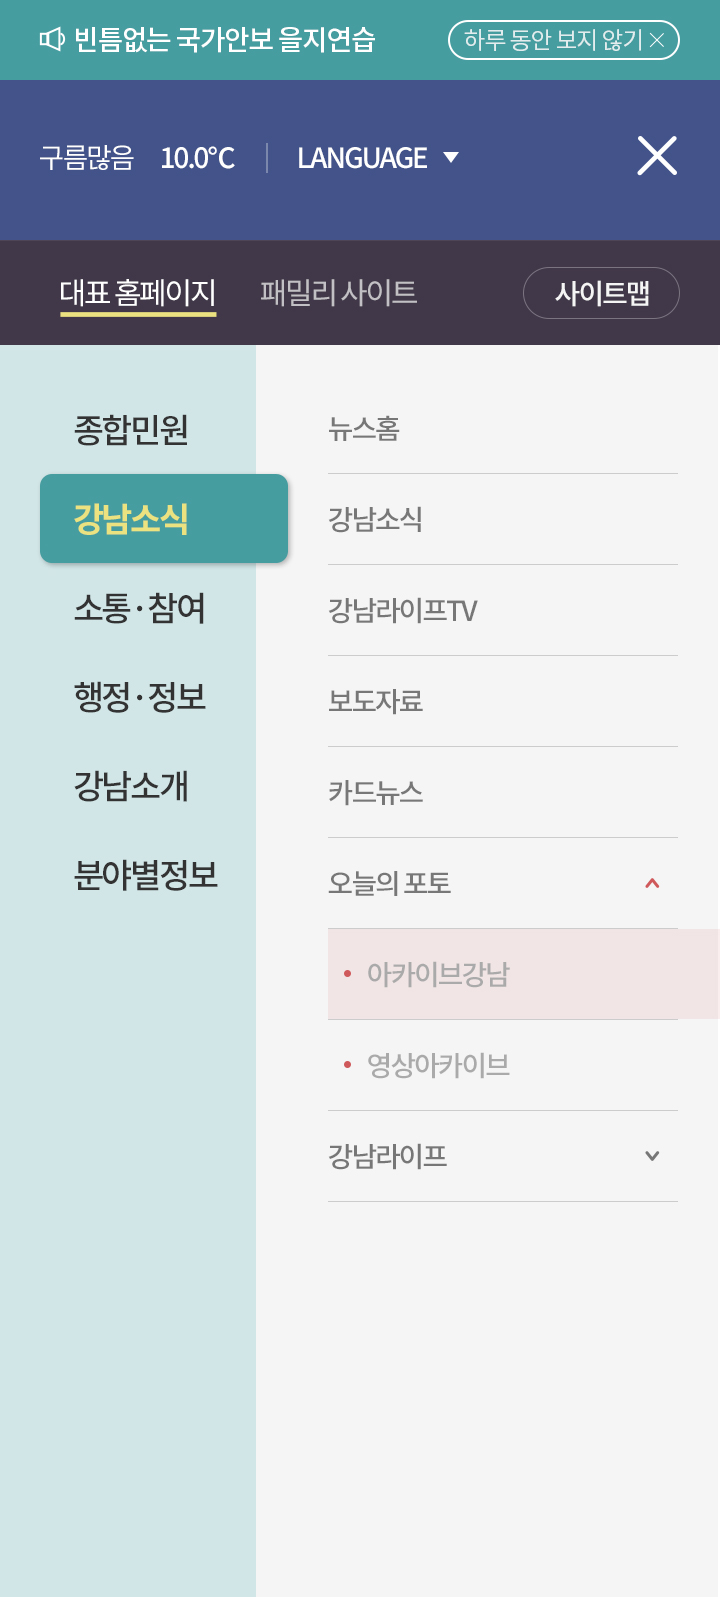 빈틈없는 국가안보 을지연습
하루 동안 보지 않기
구름많음 10.0°C LANGUAGE
대표 홈페이지 패밀리 사이트 사이트맵
종합민원
강남소식
소통·참여
행정·정보
강남소개
분야별정보
뉴스홈
강남소식
강남라이프TV
보도자료
카드뉴스
오늘의 포토
아카이브강남
영상아카이브
강남라이프